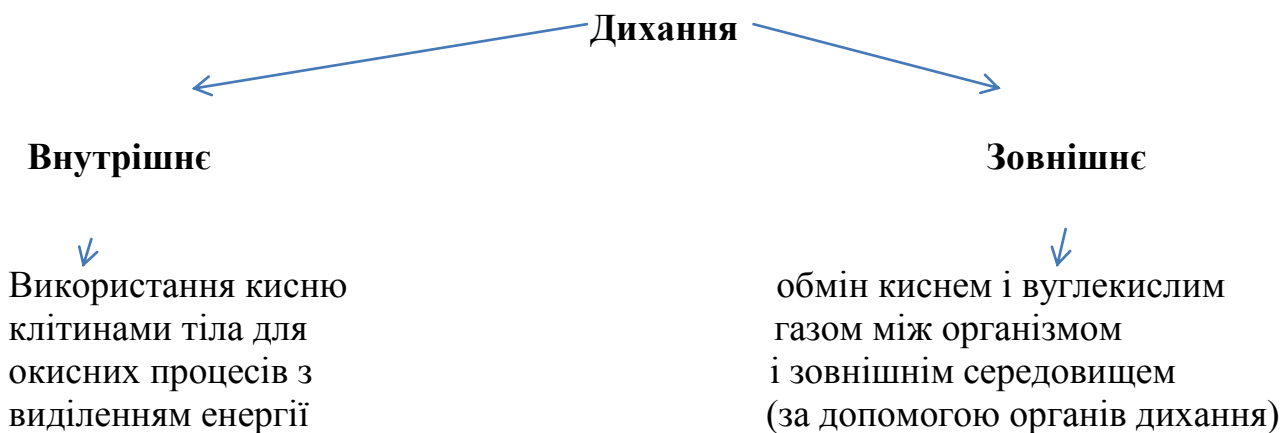 Дихання
Внутрішнє
Зовнішнє
Використання кисню
клітинами тіла для
окисних процесів з
виділенням енергії
обмін киснем і вуглекислим
газом між організмом
і зовнішнім середовищем
(за допомогою органів дихання)